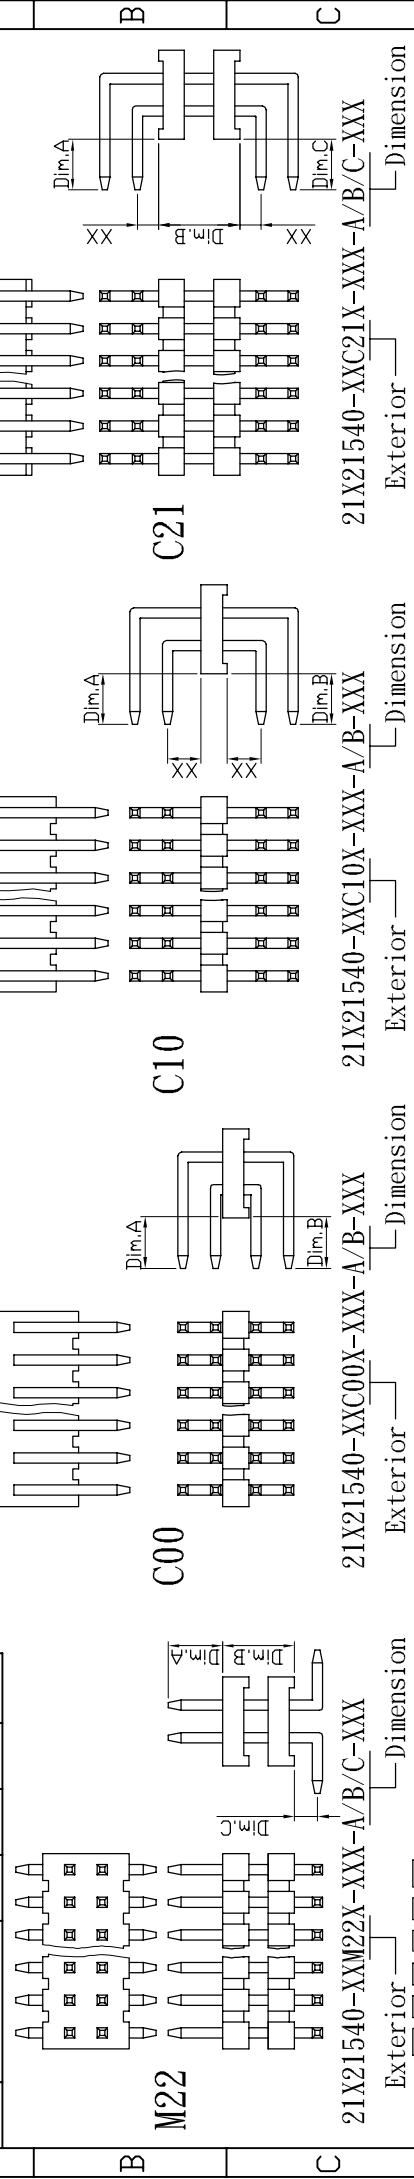 B
C
M22
Dim.A
Dim.B
Dim.C
21X21540-XXM22X-XXX-A/B/C-XXX
Exterior
Dimension
C00
Dim.A
Dim.B
21X21540-XXC00X-XXX-A/B-XXX
Exterior
Dimension
C10
Dim.A
Dim.B
XX
XX
21X21540-XXC10X-XXX-A/B-XXX
Exterior
Dimension
C21
Dim.A
Dim.C
XX
Dim.B
XX
21X21540-XXC21X-XXX-A/B/C-XXX
Exterior
Dimension
B
C